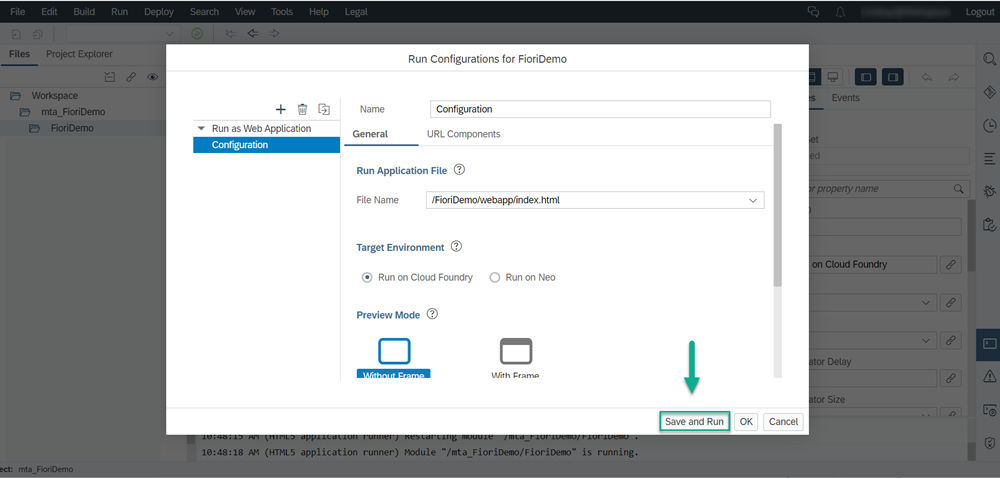 File Edit Build Run Deploy Search View Tools Help Legal Logout
Files Project Explorer
Workspace
mta_FioriDemo
FioriDemo
Run Configurations for FioriDemo
Run as Web Application
Configuration
Name Configuration
General URL Components
Run Application File
File Name /FioriDemo/webapp/index.html
Target Environment
Run on Cloud Foundry Run on Neo
Preview Mode
Without Frame With Frame
Save and Run OK Cancel
Events
or property name
on Cloud Foundry
ator Delay
ator Size
10:48:15 AM (HTML5 application runner) Restarting module "/mta_FioriDemo/FioriDemo".
10:48:18 AM (HTML5 application runner) Module "/mta_FioriDemo/FioriDemo" is running.
ect: mta_FioriDemo